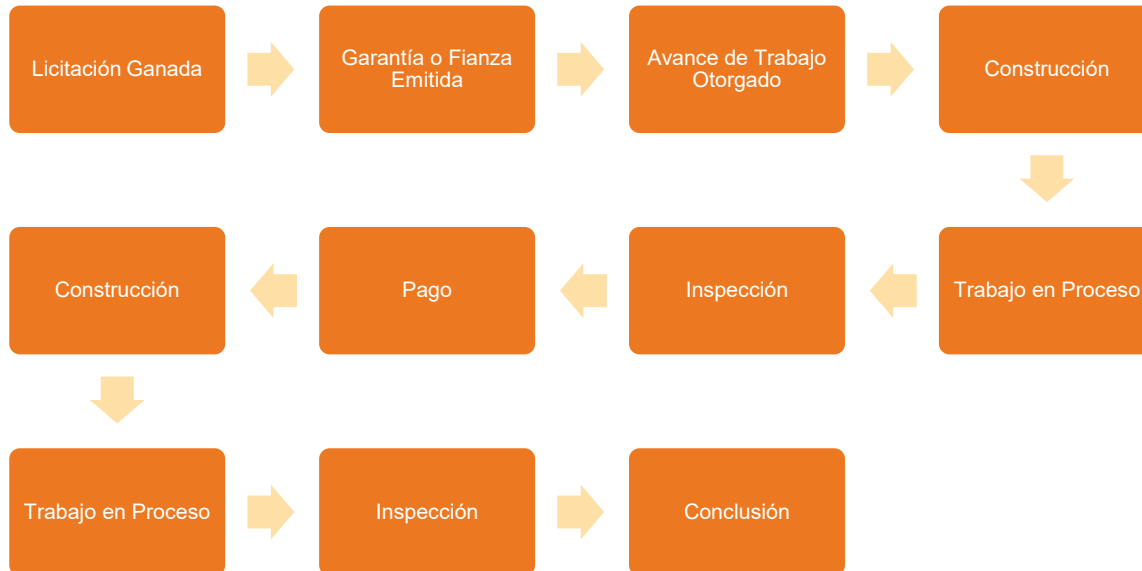 Licitación Ganada
Garantía o Fianza
Emitida
Avance de Trabajo
Otorgado
Construcción
Trabajo en Proceso
Inspección
Pago
Construcción
Trabajo en Proceso
Inspección
Conclusión